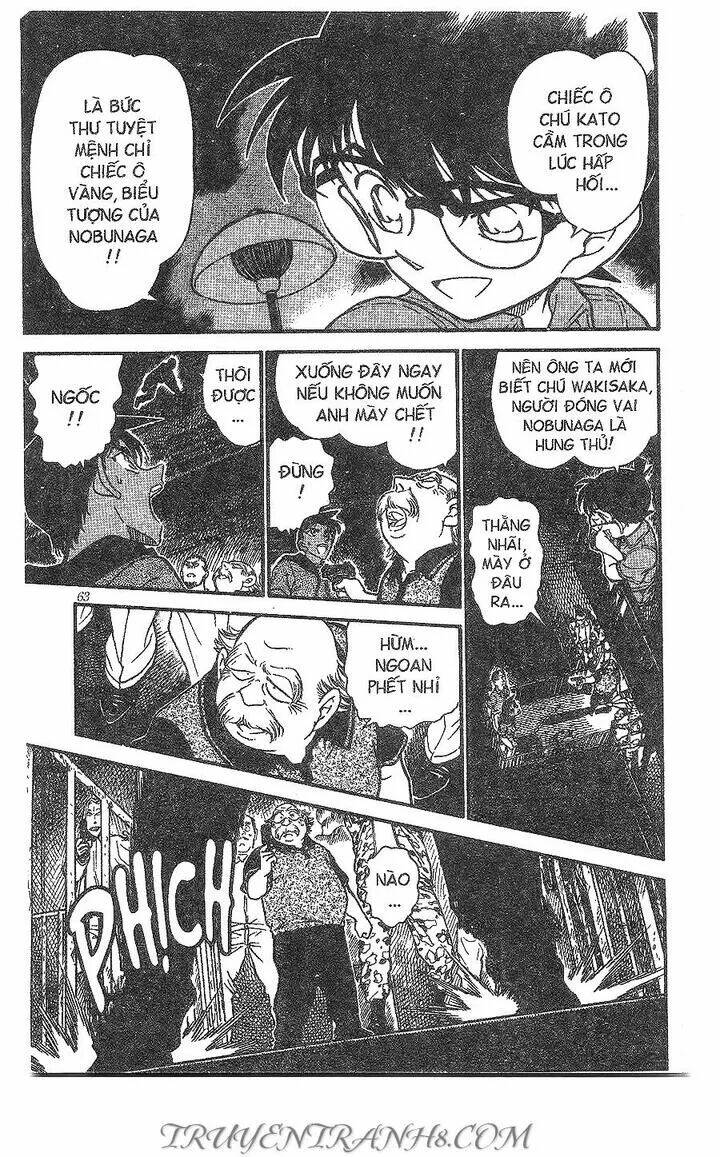 CHIẾC Ô
CHÚ KATO
CẦM TRONG
LÚC HẤP
HỐI...
LÀ BỨC
THƯ TUYỆT
MỆNH CHỈ
CHIẾC Ô
VÀNG, BIỂU
TƯỢNG CỦA
NOBUNAGA
!!
NÊN ÔNG TA MỚI
BIẾT CHÚ WAKISAKA,
NGƯỜI ĐÓNG VAI
NOBUNAGA LÀ
HUNG THỦ!
THẰNG
NHÃI,
MÀY Ở
ĐÂU
RA...
XUỐNG ĐÂY NGAY
NẾU KHÔNG MUỐN
ANH MÀY CHẾT
!!
ĐỪNG
!
THÔI
ĐƯỢC
...
NGỐC
!!
63
HỪM...
NGOAN
PHẾT NHỈ
...
NÀO
...
PHỊCH
TRUYENTRANH8.COM